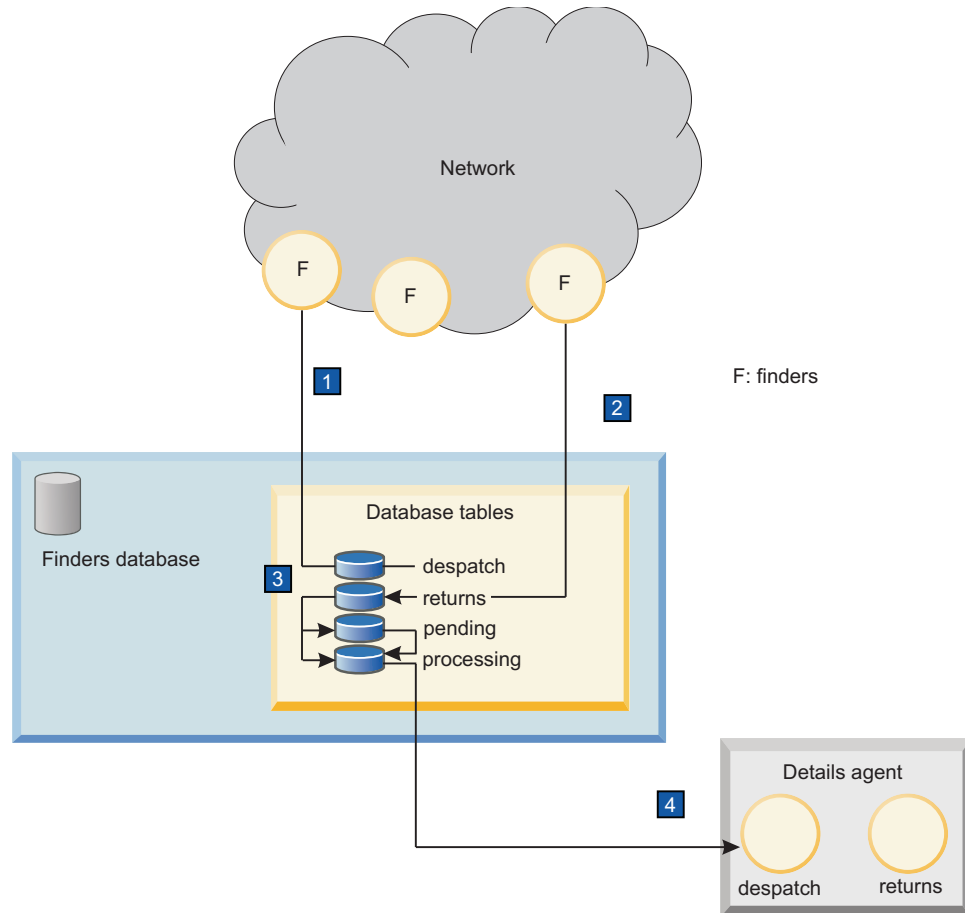 Network
F
F
F
1
2
F: finders
Database tables
Finders database
despatch
3
returns
pending
processing
Details agent
4
despatch
returns